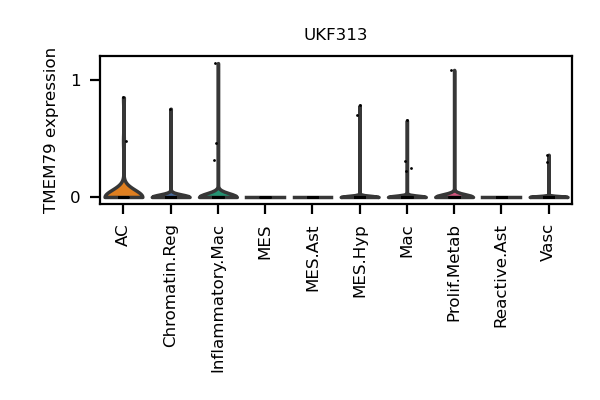 UKF313
TMEM79 expression
1
0
AC
Chromatin.Reg
Inflammatory.Mac
MES
MES.Ast
MES.Hyp
Mac
Prolif.Metab
Reactive.Ast
Vasc